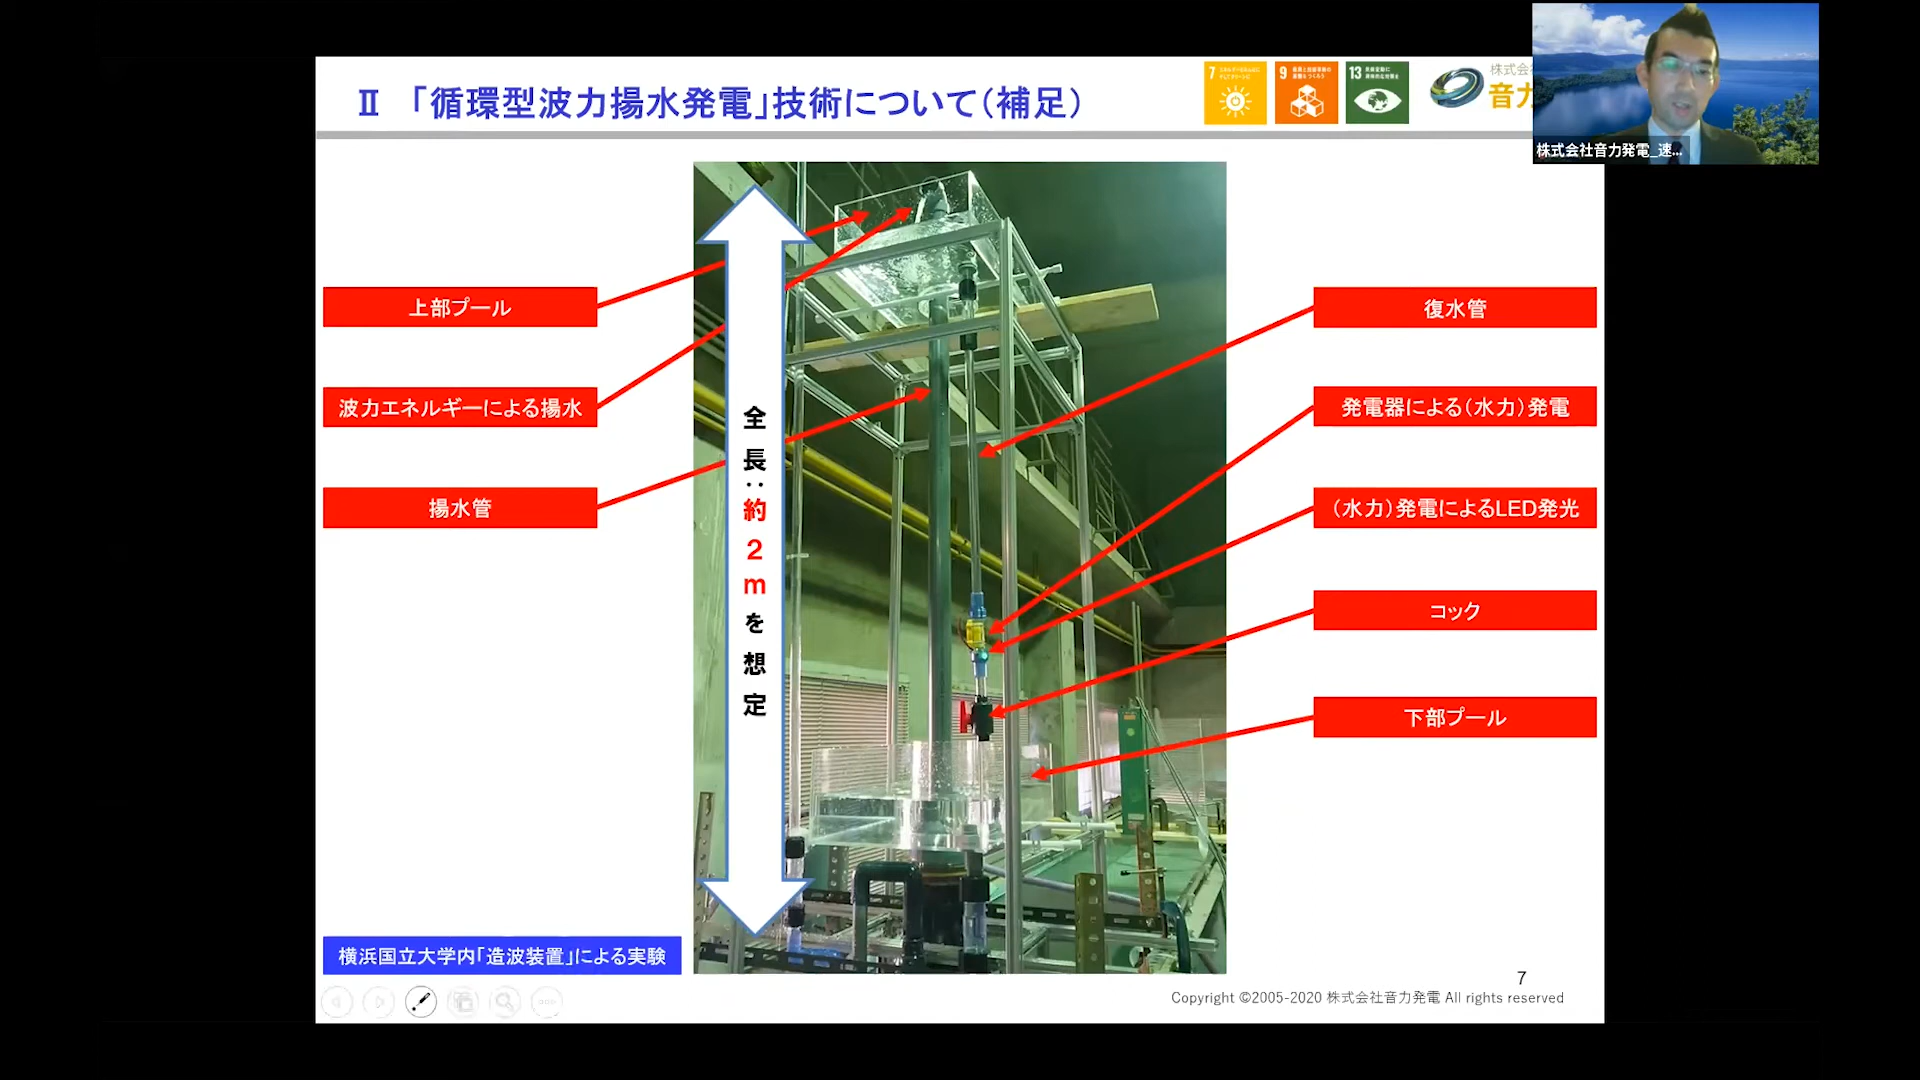 Ⅱ 「循環型波力揚水発電」技術について(補足)
7
9
13
株式会
音力
株式会社音力発電_速...
上部プール
波力エネルギーによる揚水
揚水管
全長:約2mを想定
復水管
発電器による(水力)発電
(水力)発電によるLED発光
コック
下部プール
横浜国立大学内「造波装置」による実験
7
Copyright ©2005-2020 株式会社音力発電 All rights reserved